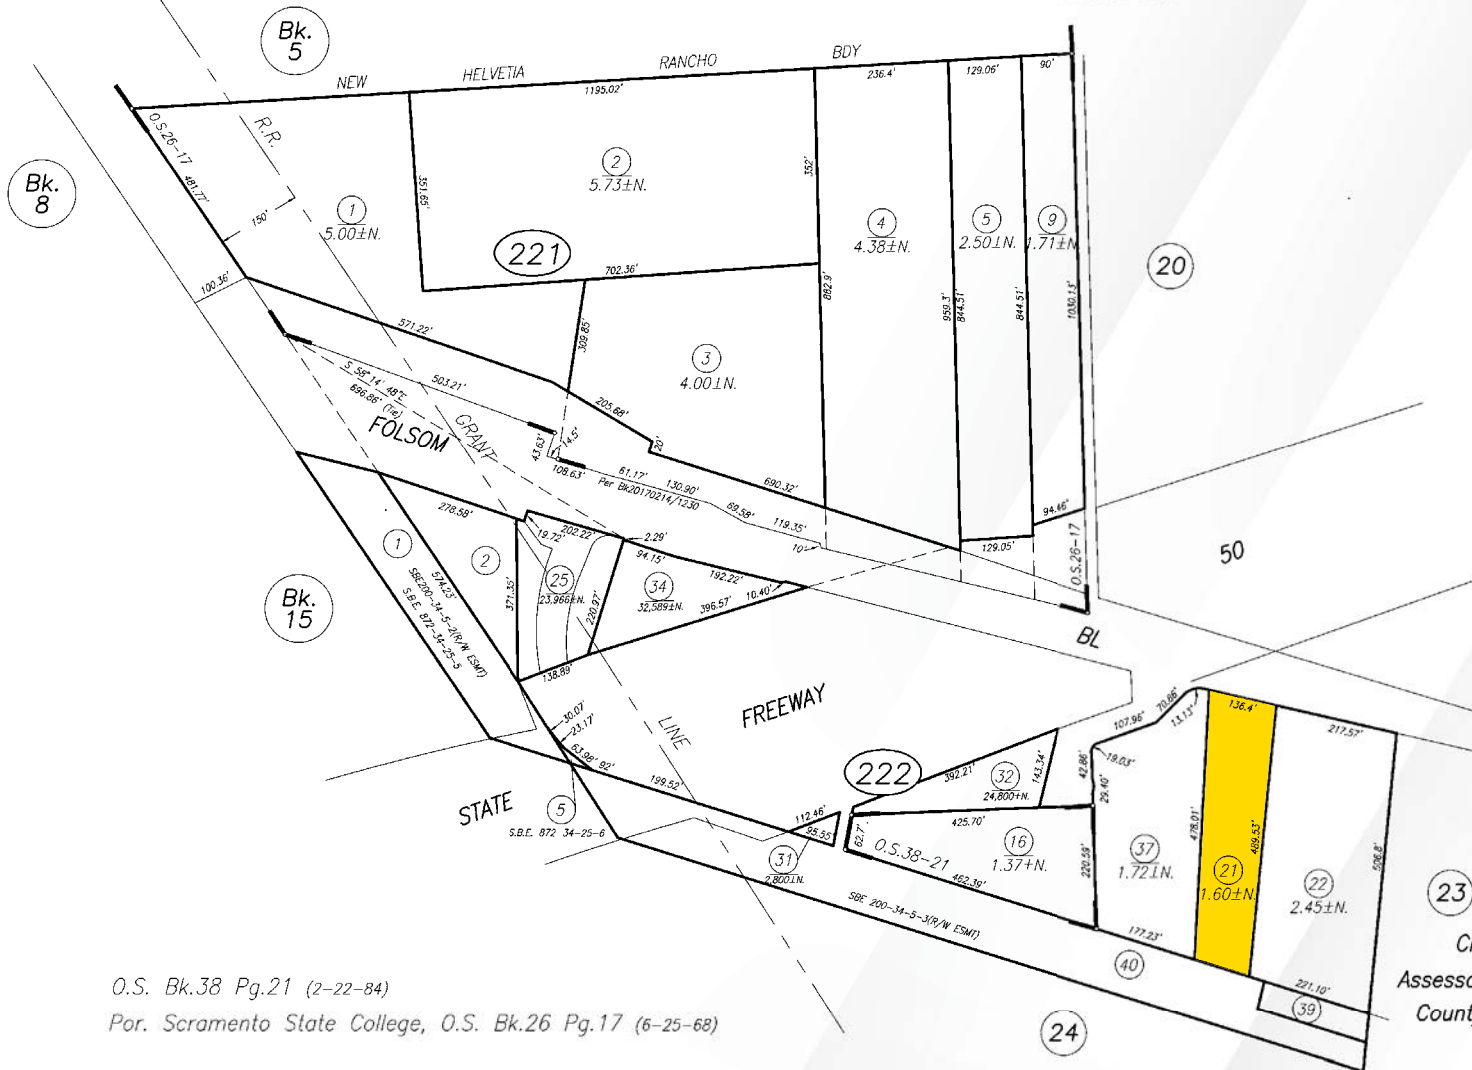 Bk.
5
Bk.
8
NEW HELVETIA RANCHO BDY
1195.02'
236.4'
129.06'
90'
O.S.26-17
481.77'
R.R.
150'
100.36'
1
5.00±N.
351.65'
2
5.73±N.
352'
221
702.36'
4
4.38±N.
882.9'
5
2.50±N.
959.3'
844.51'
9
1.71±N.
844.51'
1030.13'
20
571.22'
309.85'
3
4.00±N.
S 58°14' 48"E
696.86' (Tie)
503.21'
FOLSOM
GRANT
205.68'
20'
43.63'
14.5'
108.63'
61.17'
130.90'
Per Bk20170214/1230
69.58'
119.35'
10'
690.32'
94.46'
129.05'
O.S.26-17
50
BL
278.58'
1
574.23'
SBE200-34-5-2(R/W ESMT)
S.B.E. 872-34-25-5
2
371.35'
19.72'
202.22'
2.29'
25
23,966±N.
220.97'
94.15'
34
32,589±N.
192.22'
10.40'
396.57'
138.89'
Bk.
15
30.07'
23.17'
63.98'
92'
199.52'
LINE
FREEWAY
STATE
5
S.B.E. 872 34-25-6
222
112.46'
95.55'
31
2,800±N.
62.7'
392.21'
32
24,800±N.
143.34'
425.70'
O.S.38-21
16
1.37±N.
462.39'
220.59'
42.86'
19.03'
29.40'
107.96'
70.86'
13.13'
37
1.72±N.
478.01'
177.23'
136.4'
21
1.60±N.
489.53'
217.57'
22
2.45±N.
506.8'
221.10'
39
40
SBE 200-34-5-3(R/W ESMT)
23
24
Assesso
County
O.S. Bk.38 Pg.21 (2-22-84)
Por. Scramento State College, O.S. Bk.26 Pg.17 (6-25-68)